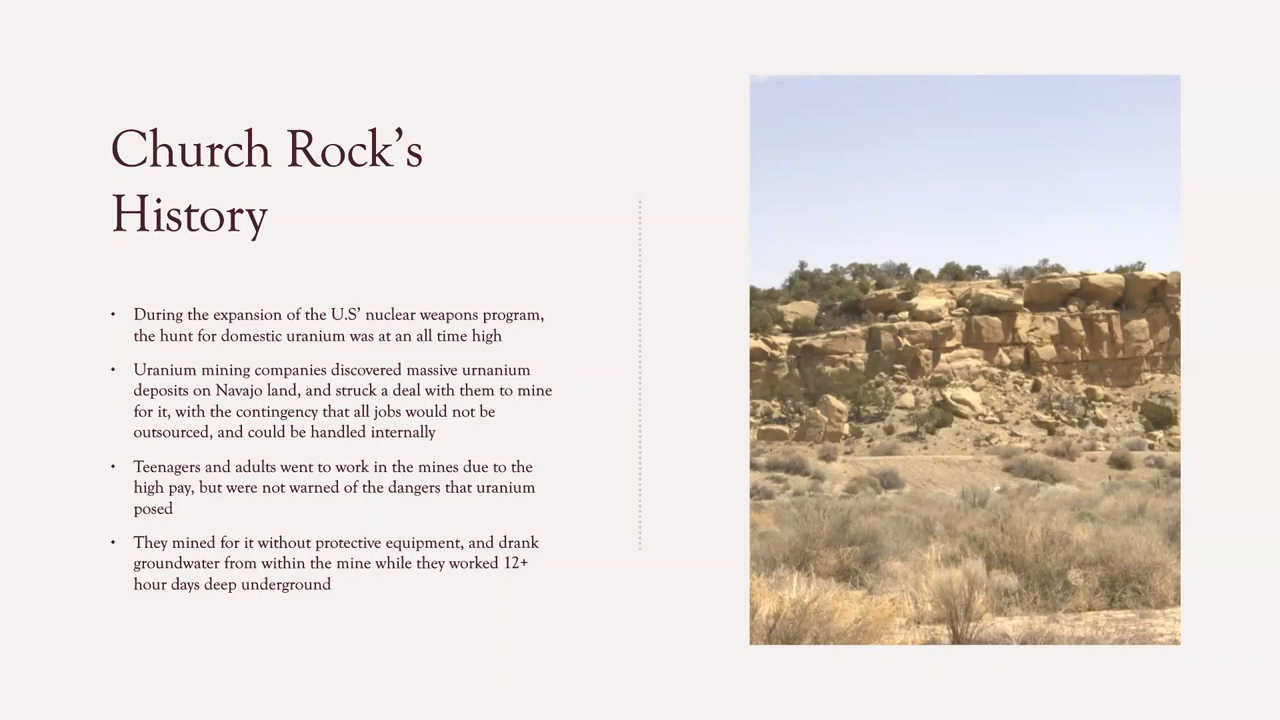 Church Rock’s
History
• During the expansion of the U.S’ nuclear weapons program,
the hunt for domestic uranium was at an all time high
• Uranium mining companies discovered massive urnanium
deposits on Navajo land, and struck a deal with them to mine
for it, with the contingency that all jobs would not be
outsourced, and could be handled internally
• Teenagers and adults went to work in the mines due to the
high pay, but were not warned of the dangers that uranium
posed
• They mined for it without protective equipment, and drank
groundwater from within the mine while they worked 12+
hour days deep underground